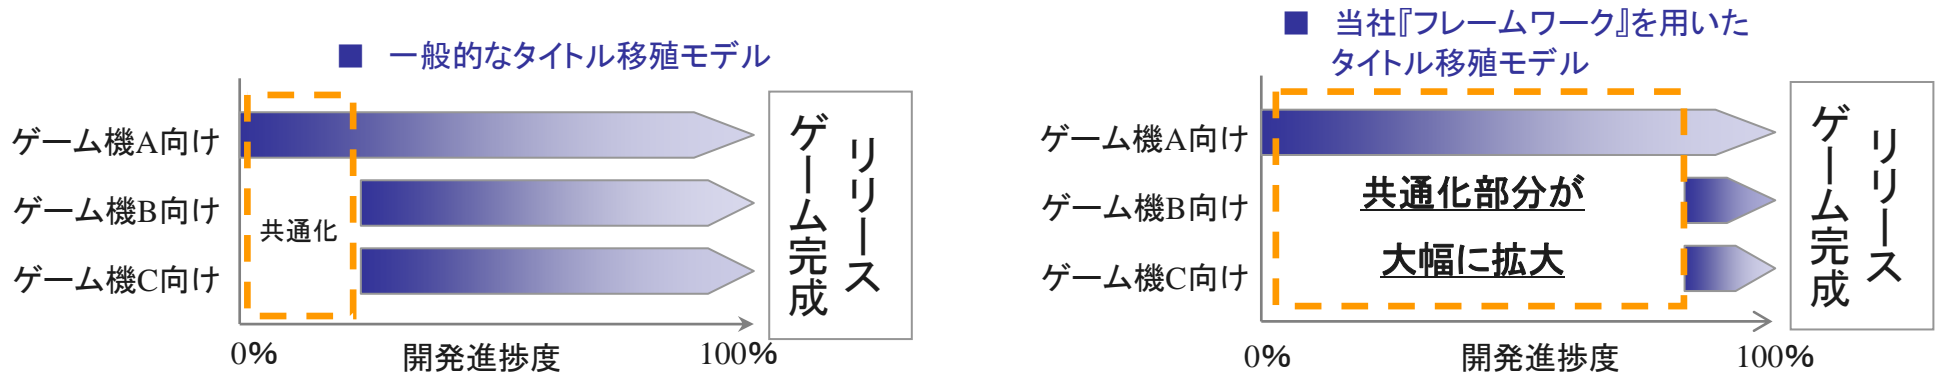 ■ 一般的なタイトル移殖モデル
ゲーム機A向け
ゲーム機B向け
ゲーム機C向け
共通化
ゲーム完成
リリース
0%
開発進捗度
100%
■ 当社『フレームワーク』を用いた
タイトル移殖モデル
ゲーム機A向け
ゲーム機B向け
ゲーム機C向け
共通化部分が
大幅に拡大
ゲーム完成
リリース
0%
開発進捗度
100%